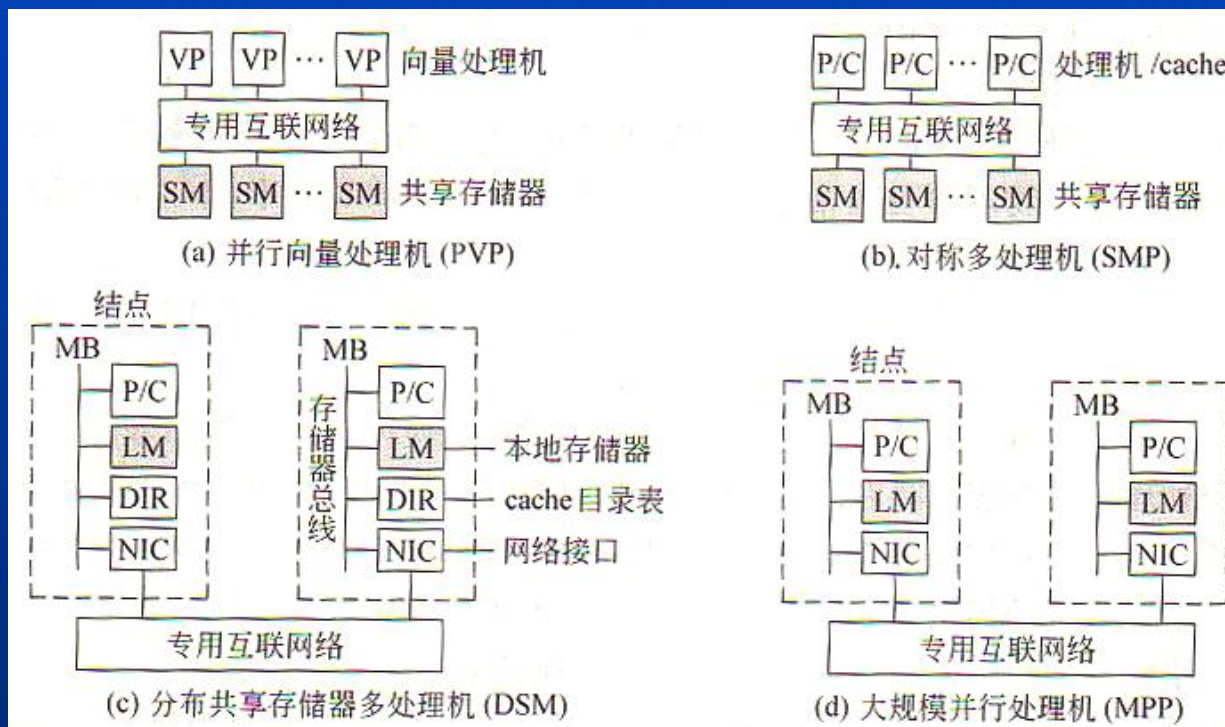 VP VP ··· VP 向量处理机
专用互联网络
SM SM ··· SM 共享存储器
(a) 并行向量处理机 (PVP)
P/C P/C ··· P/C 处理机 /cache
专用互联网络
SM SM ··· SM 共享存储器
(b).对称多处理机 (SMP)
结点
MB
P/C
LM
DIR
NIC
MB
存储器总线
P/C
LM 本地存储器
DIR cache目录表
NIC 网络接口
专用互联网络
(c) 分布共享存储器多处理机 (DSM)
结点
MB
P/C
LM
NIC
MB
P/C
LM
NIC
专用互联网络
(d) 大规模并行处理机 (MPP)